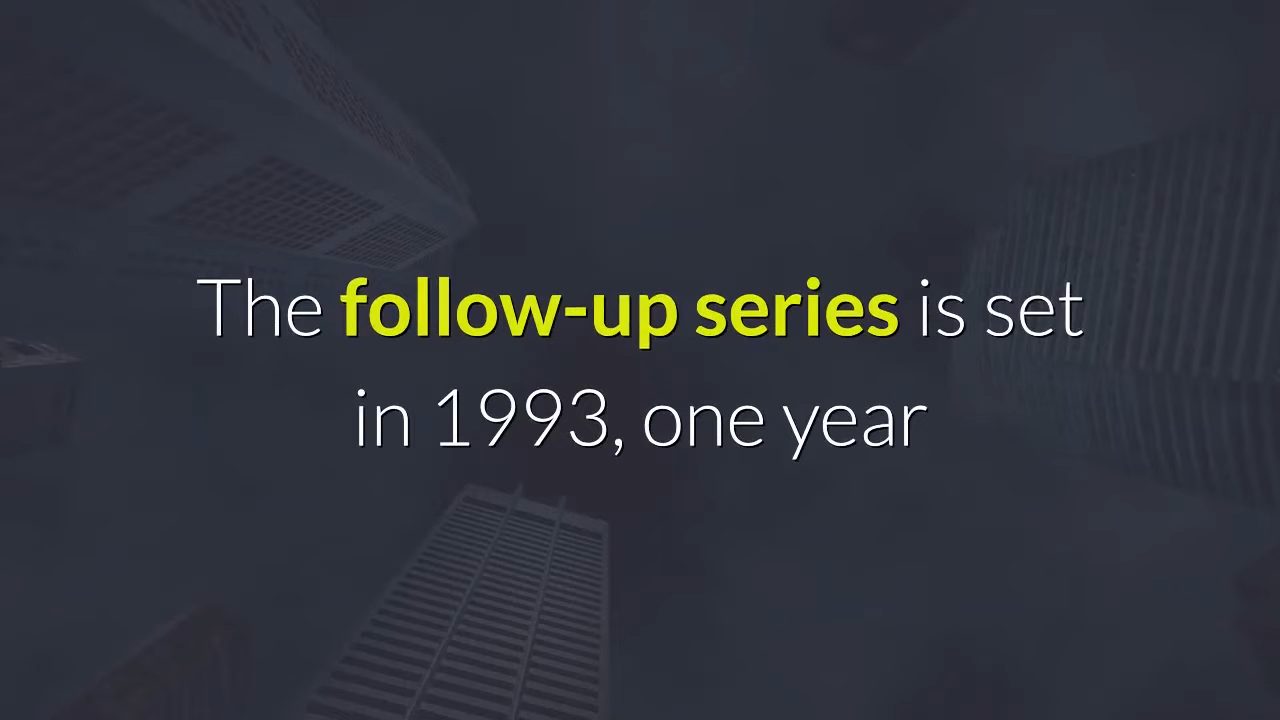 The follow-up series is set
in 1993, one year